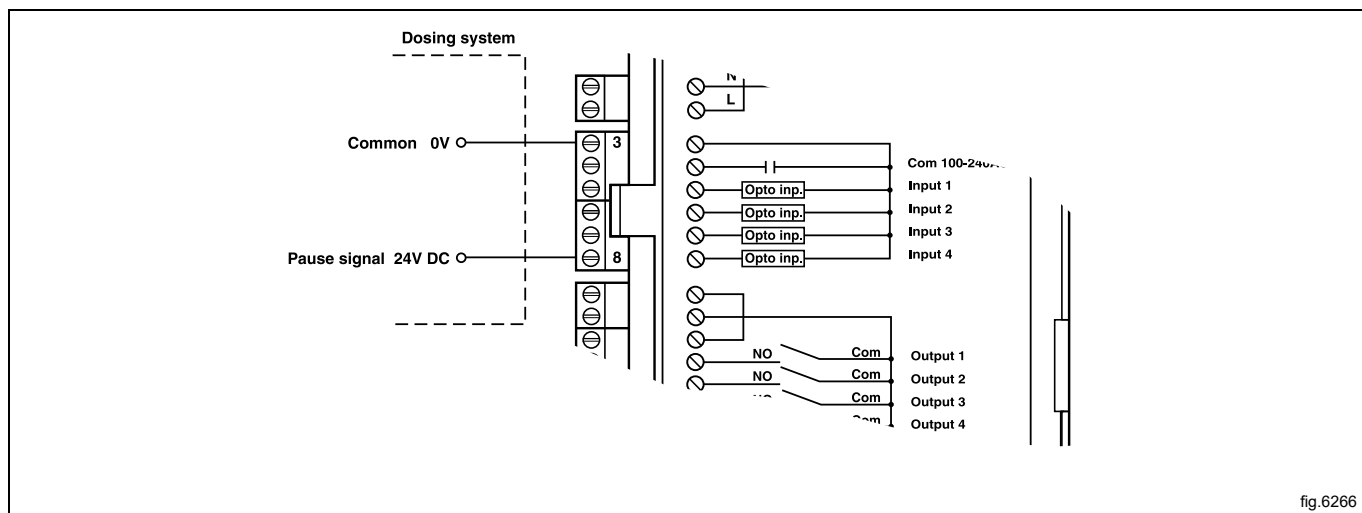 Dosing system
L
Common 0V
3
Com
Opto inp.
Input 1
Opto inp.
Input 2
Opto inp.
Input 3
Pause signal 24V DC
8
Opto inp.
Input 4
NO
Com
Output 1
NO
Com
Output 2
Com
Output 3
Output 4
fig.6266